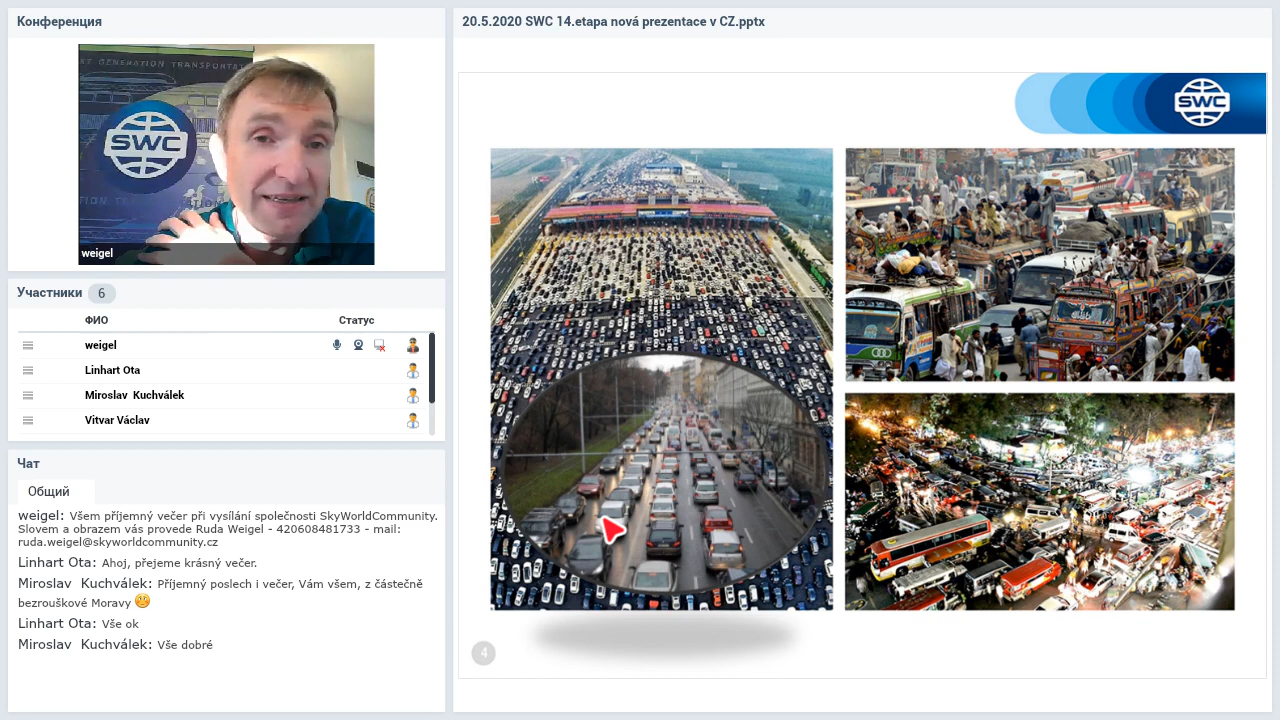 Конференция
XT GENERATION TRANSPORTAT
SWC
weigel
Участники 6
ФИО Статус
weigel
Linhart Ota
Miroslav Kuchválek
Vitvar Václav
Чат
Общий
weigel: Všem příjemný večer při vysílání společnosti SkyWorldCommunity.
Slovem a obrazem vás provede Ruda Weigel - 420608481733 - mail:
ruda.weigel@skyworldcommunity.cz
Linhart Ota: Ahoj, přejeme krásný večer.
Miroslav Kuchválek: Příjemný poslech i večer, Vám všem, z částečně
bezrouškové Moravy
Linhart Ota: Vše ok
Miroslav Kuchválek: Vše dobré
20.5.2020 SWC 14.etapa nová prezentace v CZ.pptx
SWC
4